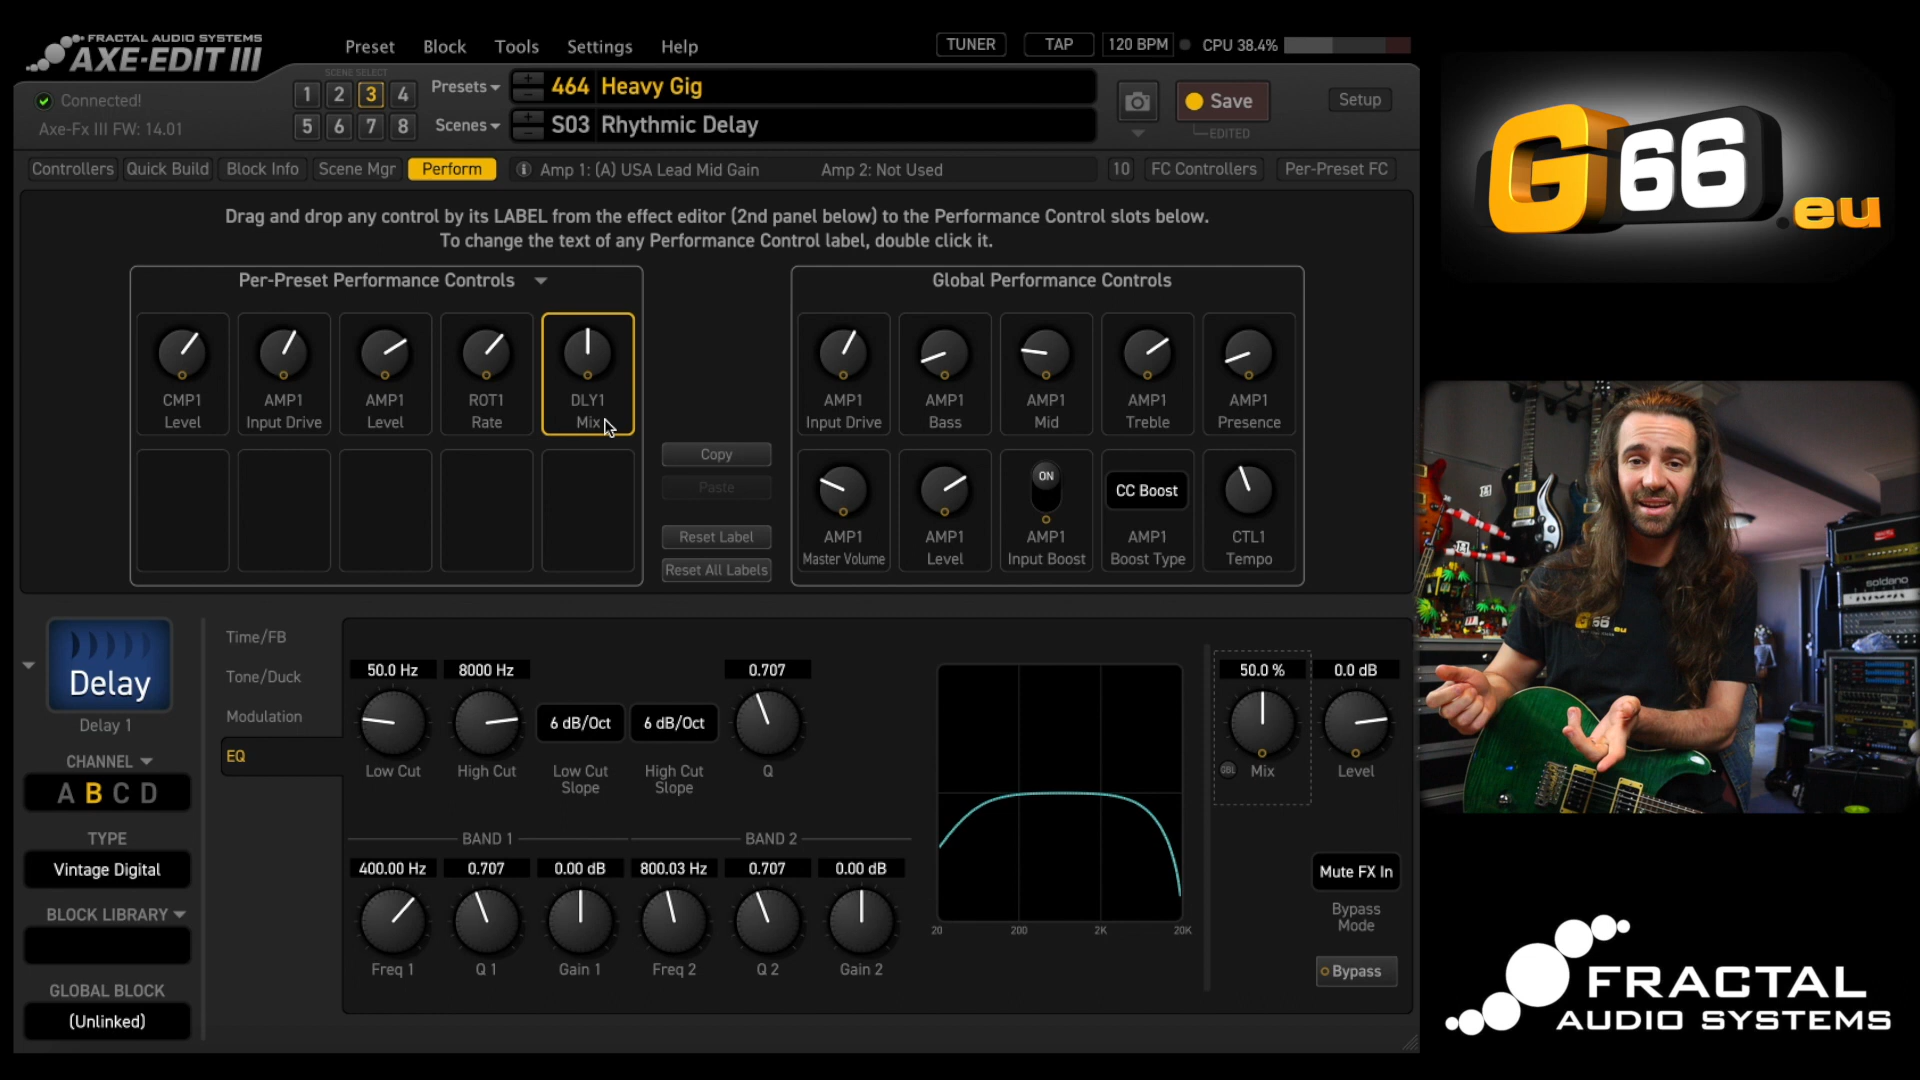 FRACTAL AUDIO SYSTEMS
AXE-EDIT III
Preset Block Tools Settings Help
TUNER TAP 120 BPM CPU 38.4%
Connected!
Axe-Fx III FW: 14.01
SCENE SELECT
1 2 3 4
5 6 7 8
Presets + - 464 Heavy Gig
Scenes + - S03 Rhythmic Delay
Save
EDITED
Setup
Controllers Quick Build Block Info Scene Mgr Perform
Amp 1: (A) USA Lead Mid Gain Amp 2: Not Used
10 FC Controllers Per-Preset FC
Drag and drop any control by its LABEL from the effect editor (2nd panel below) to the Performance Control slots below.
To change the text of any Performance Control label, double click it.
Per-Preset Performance Controls
CMP1 Level
AMP1 Input Drive
AMP1 Level
ROT1 Rate
DLY1 Mix
Copy
Paste
Reset Label
Reset All Labels
Global Performance Controls
AMP1 Input Drive
AMP1 Bass
AMP1 Mid
AMP1 Treble
AMP1 Presence
AMP1 Master Volume
AMP1 Level
ON
AMP1 Input Boost
CC Boost
AMP1 Boost Type
CTL1 Tempo
Delay
Delay 1
CHANNEL
A B C D
TYPE
Vintage Digital
BLOCK LIBRARY
GLOBAL BLOCK
(Unlinked)
Time/FB
Tone/Duck
Modulation
EQ
50.0 Hz 8000 Hz 0.707
6 dB/Oct 6 dB/Oct
Low Cut High Cut Low Cut Slope High Cut Slope Q
BAND 1 BAND 2
400.00 Hz 0.707 0.00 dB 800.03 Hz 0.707 0.00 dB
Freq 1 Q 1 Gain 1 Freq 2 Q 2 Gain 2
20 200 2K 20K
50.0 % 0.0 dB
GBL Mix Level
Mute FX In
Bypass Mode
Bypass
G66.eu
soldano
G66.eu
FRACTAL
AUDIO SYSTEMS